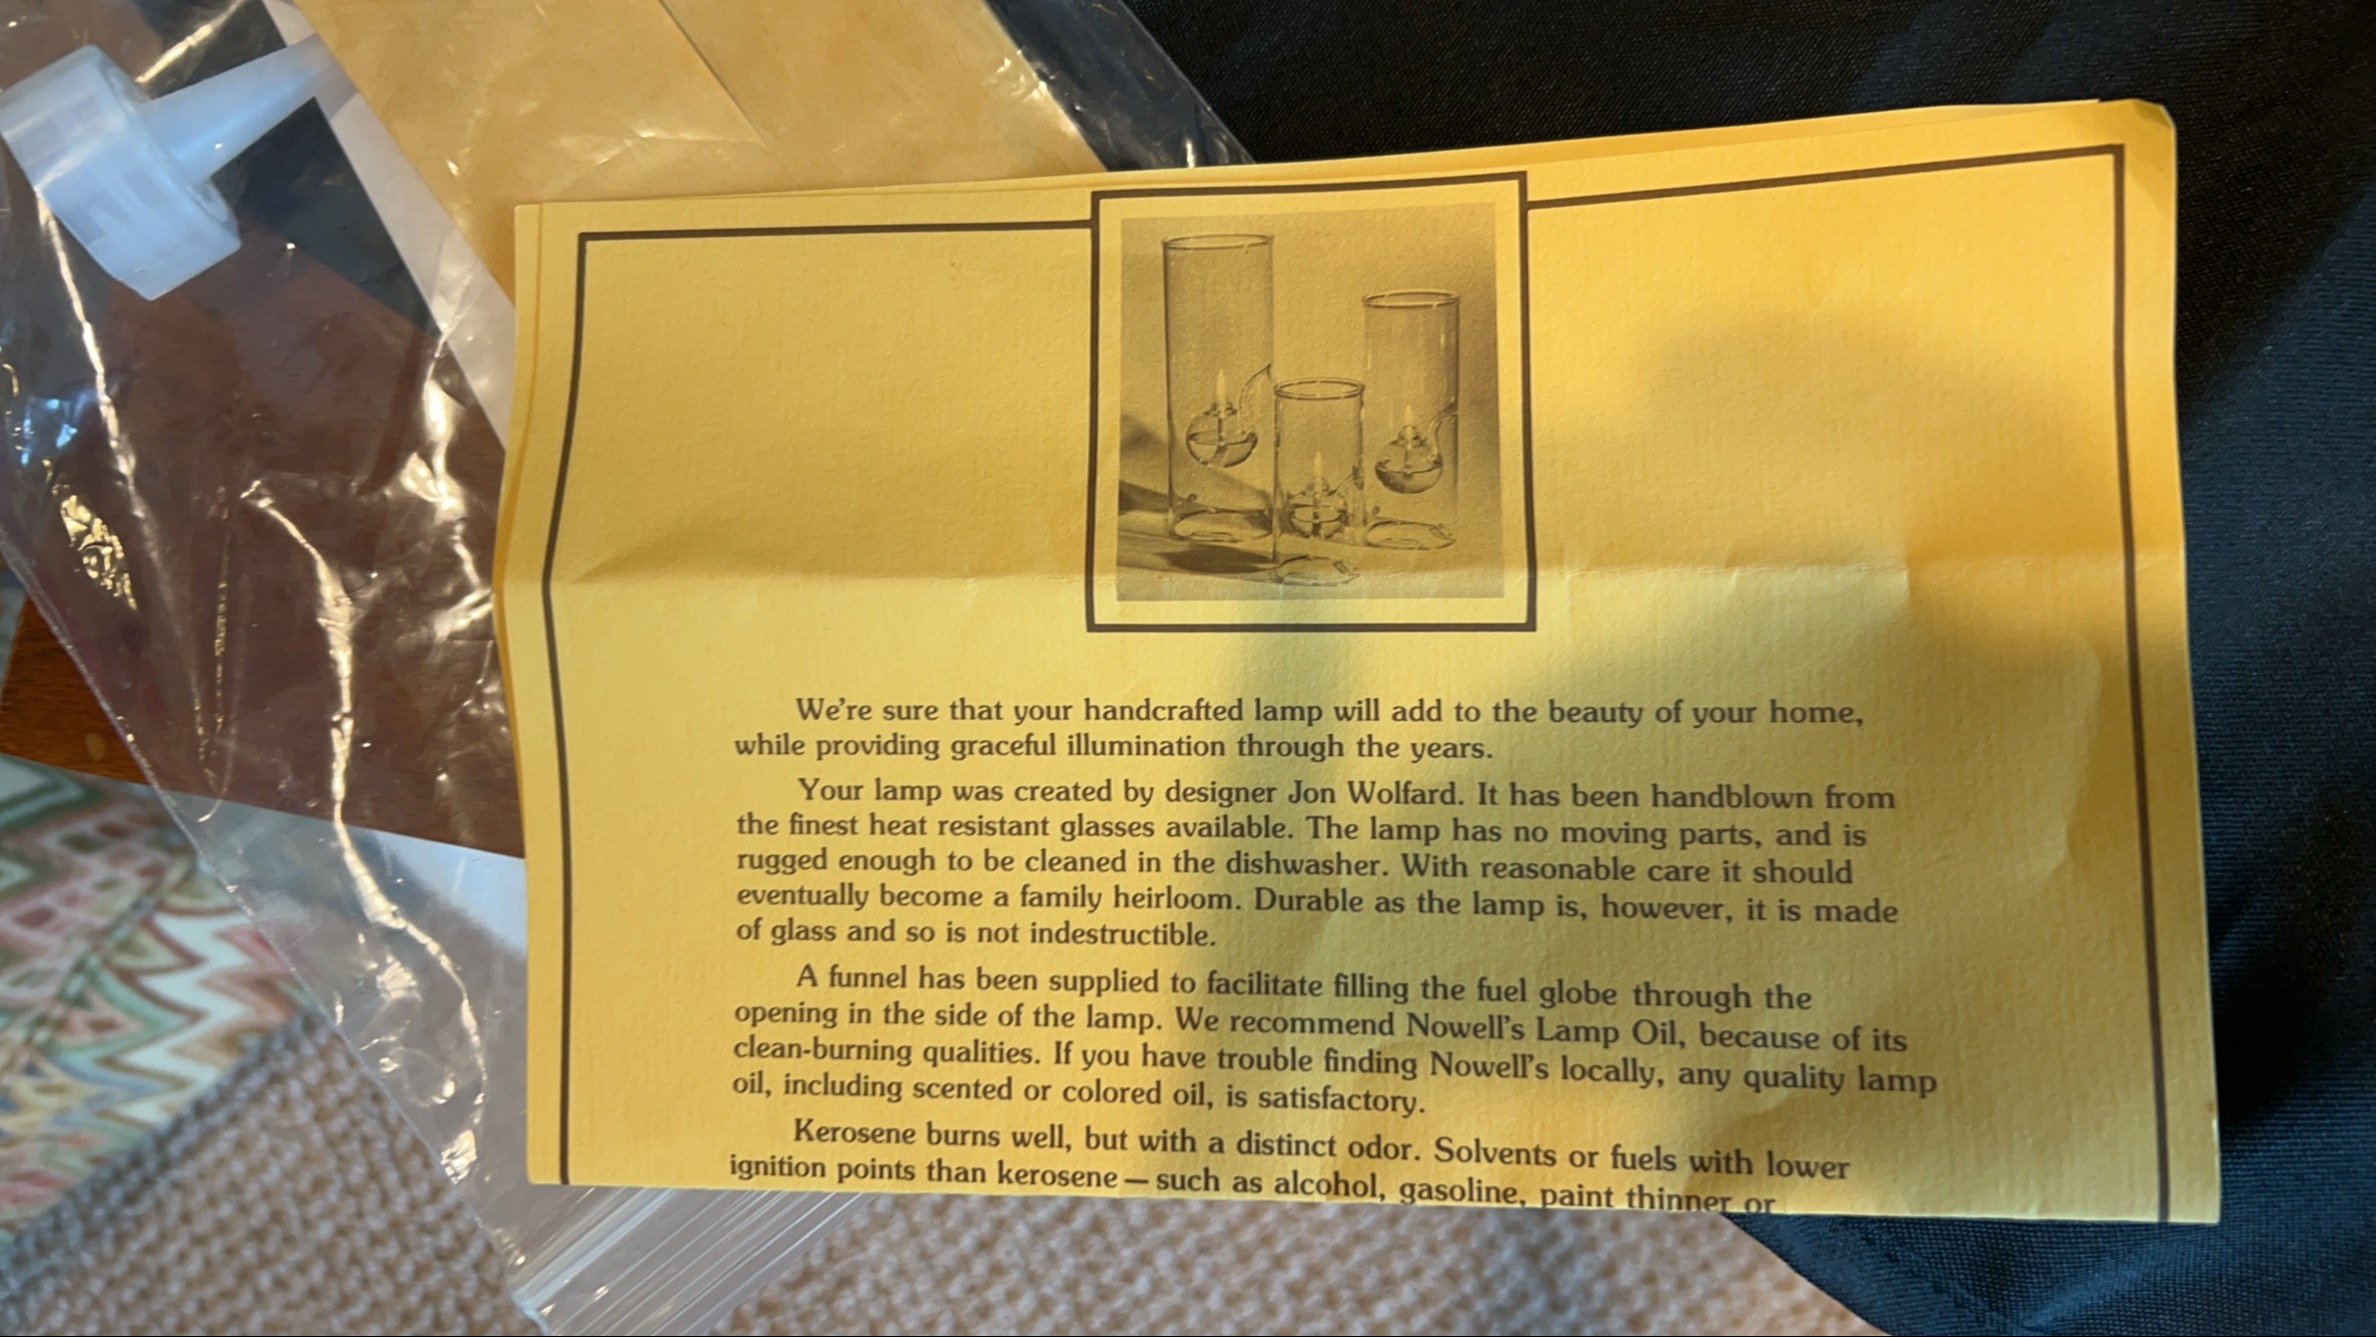 We're sure that your handcrafted lamp will add to the beauty of your home,
while providing graceful illumination through the years.
Your lamp was created by designer Jon Wolfard. It has been handblown from
the finest heat resistant glasses available. The lamp has no moving parts, and is
rugged enough to be cleaned in the dishwasher. With reasonable care it should
eventually become a family heirloom. Durable as the lamp is, however, it is made
of glass and so is not indestructible.
A funnel has been supplied to facilitate filling the fuel globe through the
opening in the side of the lamp. We recommend Nowell's Lamp Oil, because of its
clean-burning qualities. If you have trouble finding Nowell's locally, any quality lamp
oil, including scented or colored oil, is satisfactory.
Kerosene burns well, but with a distinct odor. Solvents or fuels with lower
ignition points than kerosene — such as alcohol, gasoline, paint thinner or